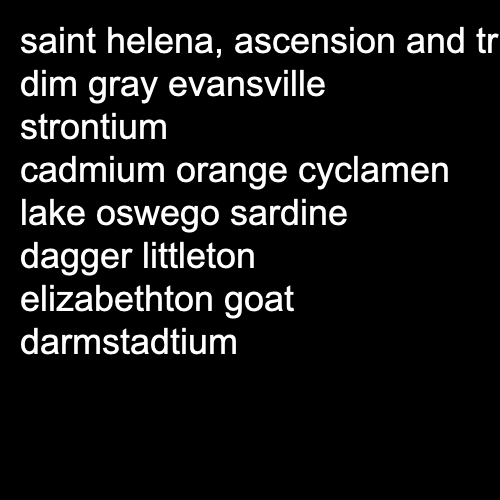 saint helena, ascension and
dim gray evansville
strontium
cadmium orange cyclamen
lake oswego sardine
dagger littleton
elizabethton goat
darmstadtium